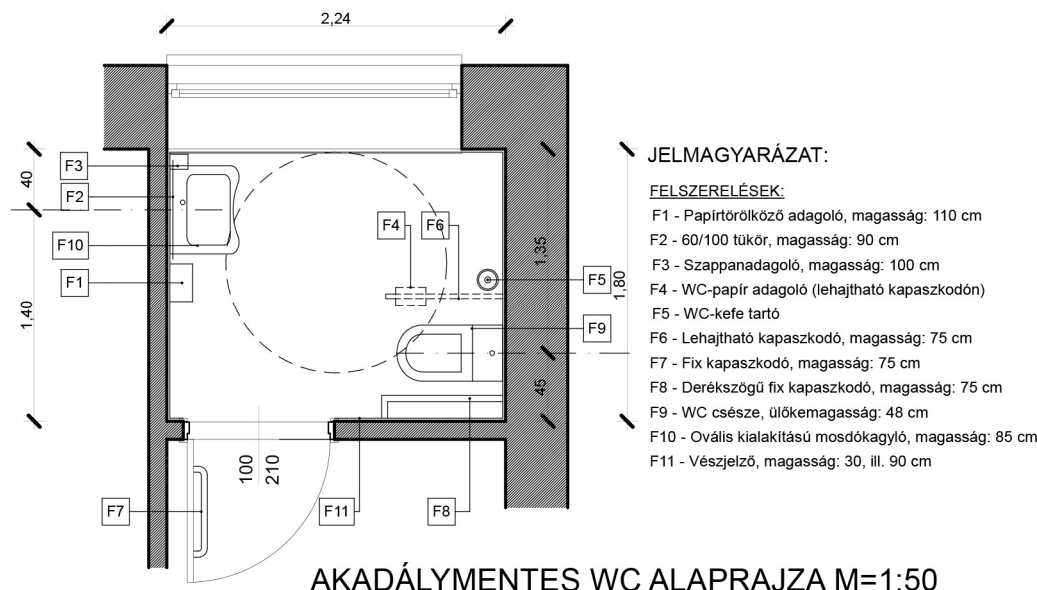 2,24
F3
F2
F10
F1
40
1,40
F4
F6
F5
F9
1,35
1,80
45
100
210
F7
F11
F8
JELMAGYARÁZAT:
FELSZERELÉSEK:
F1 - Papírtörölköző adagoló, magasság: 110 cm
F2 - 60/100 tükör, magasság: 90 cm
F3 - Szappanadagoló, magasság: 100 cm
F4 - WC-papír adagoló (lehajtható kapaszkodón)
F5 - WC-kefe tartó
F6 - Lehajtható kapaszkodó, magasság: 75 cm
F7 - Fix kapaszkodó, magasság: 75 cm
F8 - Derékszögű fix kapaszkodó, magasság: 75 cm
F9 - WC csésze, ülőkemagasság: 48 cm
F10 - Ovális kialakítású mosdókagyló, magasság: 85 cm
F11 - Vészjelző, magasság: 30, ill. 90 cm
AKADÁLYMENTES WC ALAPRAJZA M=1:50